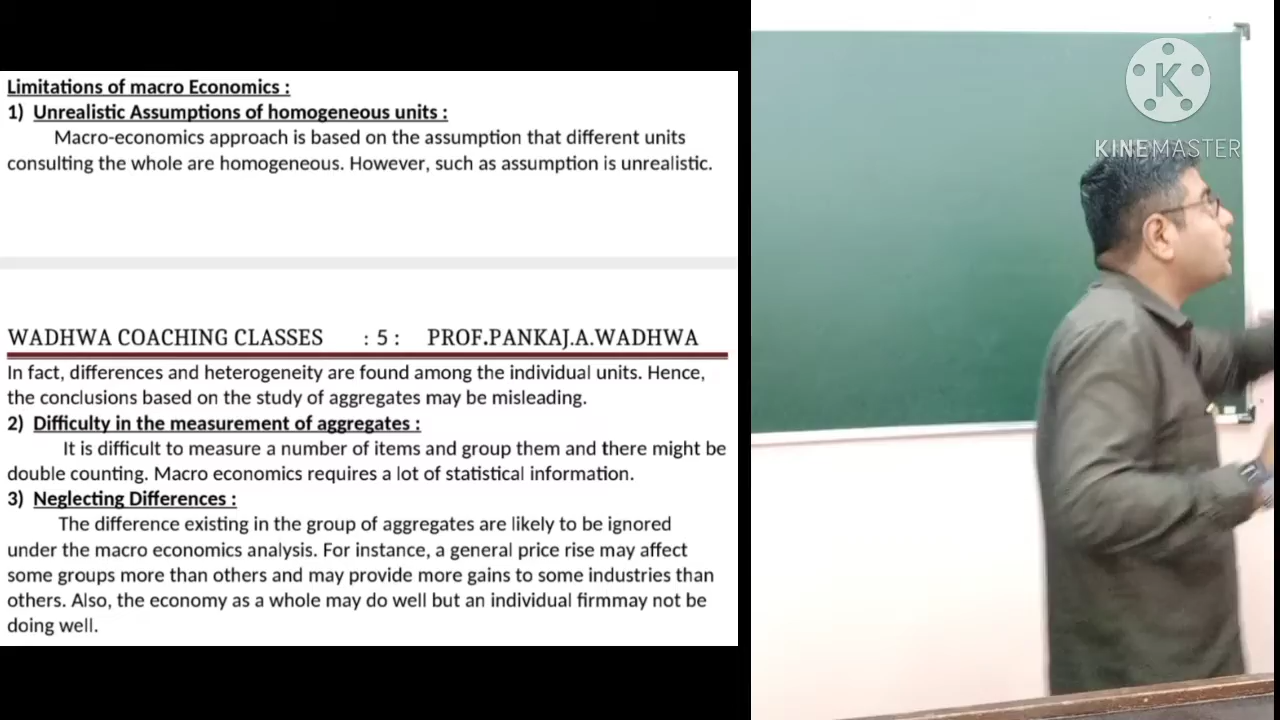 Limitations of macro Economics :
1) Unrealistic Assumptions of homogeneous units :
Macro-economics approach is based on the assumption that different units
consulting the whole are homogeneous. However, such as assumption is unrealistic.
WADHWA COACHING CLASSES : 5 : PROF.PANKAJ.A.WADHWA
In fact, differences and heterogeneity are found among the individual units. Hence,
the conclusions based on the study of aggregates may be misleading.
2) Difficulty in the measurement of aggregates :
It is difficult to measure a number of items and group them and there might be
double counting. Macro economics requires a lot of statistical information.
3) Neglecting Differences :
The difference existing in the group of aggregates are likely to be ignored
under the macro economics analysis. For instance, a general price rise may affect
some groups more than others and may provide more gains to some industries than
others. Also, the economy as a whole may do well but an individual firmmay not be
doing well.
K
KINEMASTER